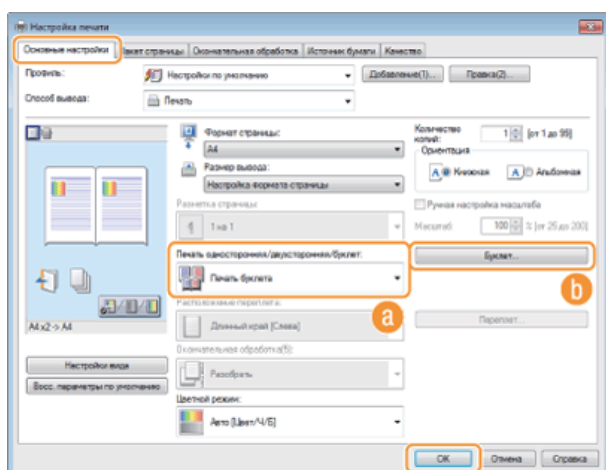 Настройка печати
Основные настройки Макет страницы Окончательная обработка Источник бумаги Качество
Профиль: Настройки по умолчанию Добавление(1)... Правка(2)...
Способ вывода: Печать
Формат страницы:
A4
Размер вывода:
Настройка формата страницы
Разметка страницы:
1 на 1
Печать односторонняя/двухсторонняя/буклет:
Печать буклета
a
Расположение переплета:
Длинный край [Слева]
Окончательная обработка(5):
Разобрать
Цветной режим:
Авто [Цвет/Ч/Б]
Количество копий: 1 [от 1 до 99]
Ориентация
A Книжная A Альбомная
Ручная настройка масштаба
Масштаб: 100 % [от 25 до 200]
Буклет...
b
Переплет...
A4 x2-> A4
Настройки вида
Восс. параметры по умолчанию
OK Отмена Справка